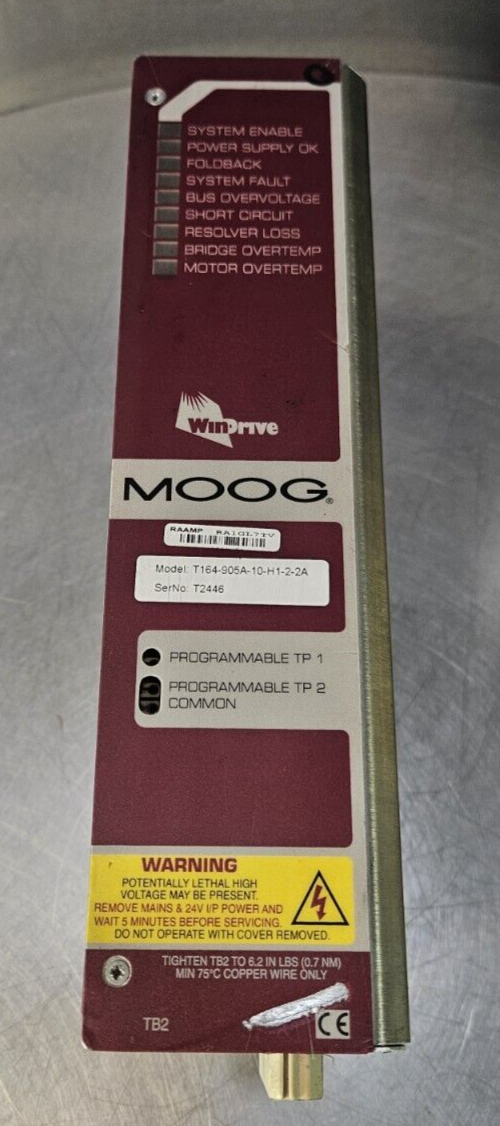 SYSTEM ENABLE
POWER SUPPLY OK
FOLDBACK
SYSTEM FAULT
BUS OVERVOLTAGE
SHORT CIRCUIT
RESOLVER LOSS
BRIDGE OVERTEMP
MOTOR OVERTEMP
WINDRIVE
MOOG®
RAAMP RA1GL7TV
Model: T164-905A-10-H1-2-2A
SerNo: T2446
PROGRAMMABLE TP 1
PROGRAMMABLE TP 2
COMMON
WARNING
POTENTIALLY LETHAL HIGH
VOLTAGE MAY BE PRESENT.
REMOVE MAINS & 24V I/P POWER AND
WAIT 5 MINUTES BEFORE SERVICING.
DO NOT OPERATE WITH COVER REMOVED.
TIGHTEN TB2 TO 6.2 IN LBS (0.7 NM)
MIN 75°C COPPER WIRE ONLY
TB2
CE